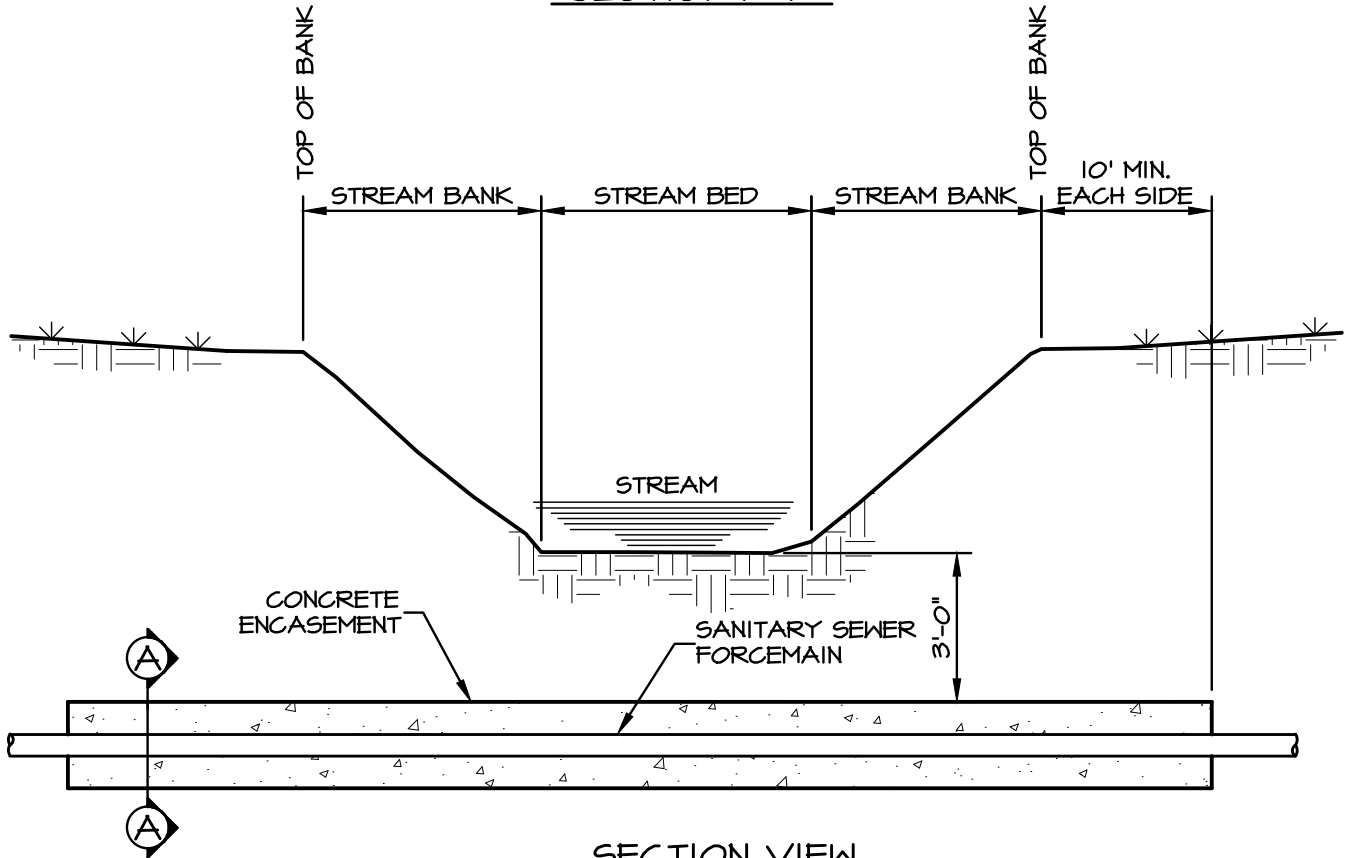 TOP OF BANK
TOP OF BANK
10' MIN.
EACH SIDE
STREAM BANK
STREAM BED
STREAM BANK
STREAM
CONCRETE
ENCASEMENT
SANITARY SEWER
FORCEMAIN
3'-0"
A
A
SECTION VIEW